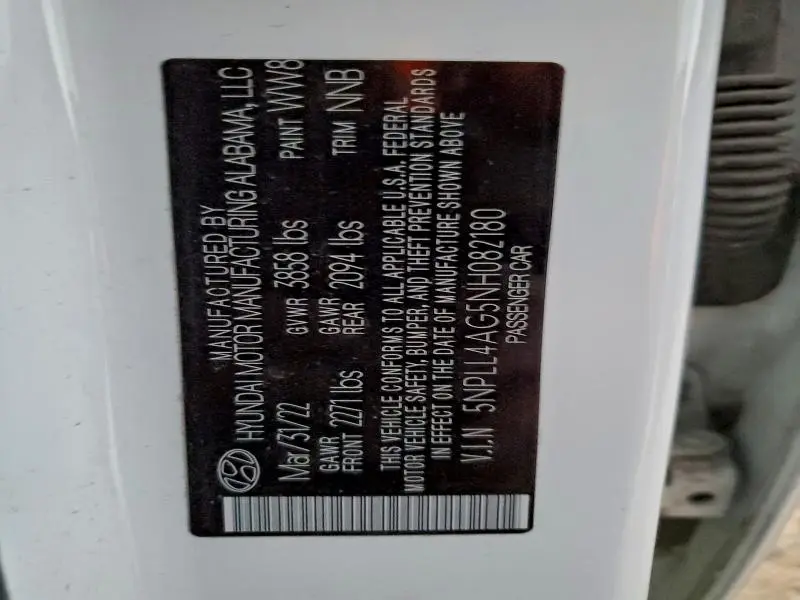 MANUFACTURED BY
HYUNDAI MOTOR MANUFACTURING ALABAMA, LLC
Mar/31/22 GVWR 3858 lbs PAINT WW8
GAWR FRONT 2271 lbs GAWR REAR 2094 lbs TRIM NNB
THIS VEHICLE CONFORMS TO ALL APPLICABLE U.S.A. FEDERAL
MOTOR VEHICLE SAFETY, BUMPER, AND THEFT PREVENTION STANDARDS
IN EFFECT ON THE DATE OF MANUFACTURE SHOWN ABOVE
V.I.N 5NPLL4AG5NH082180
PASSENGER CAR